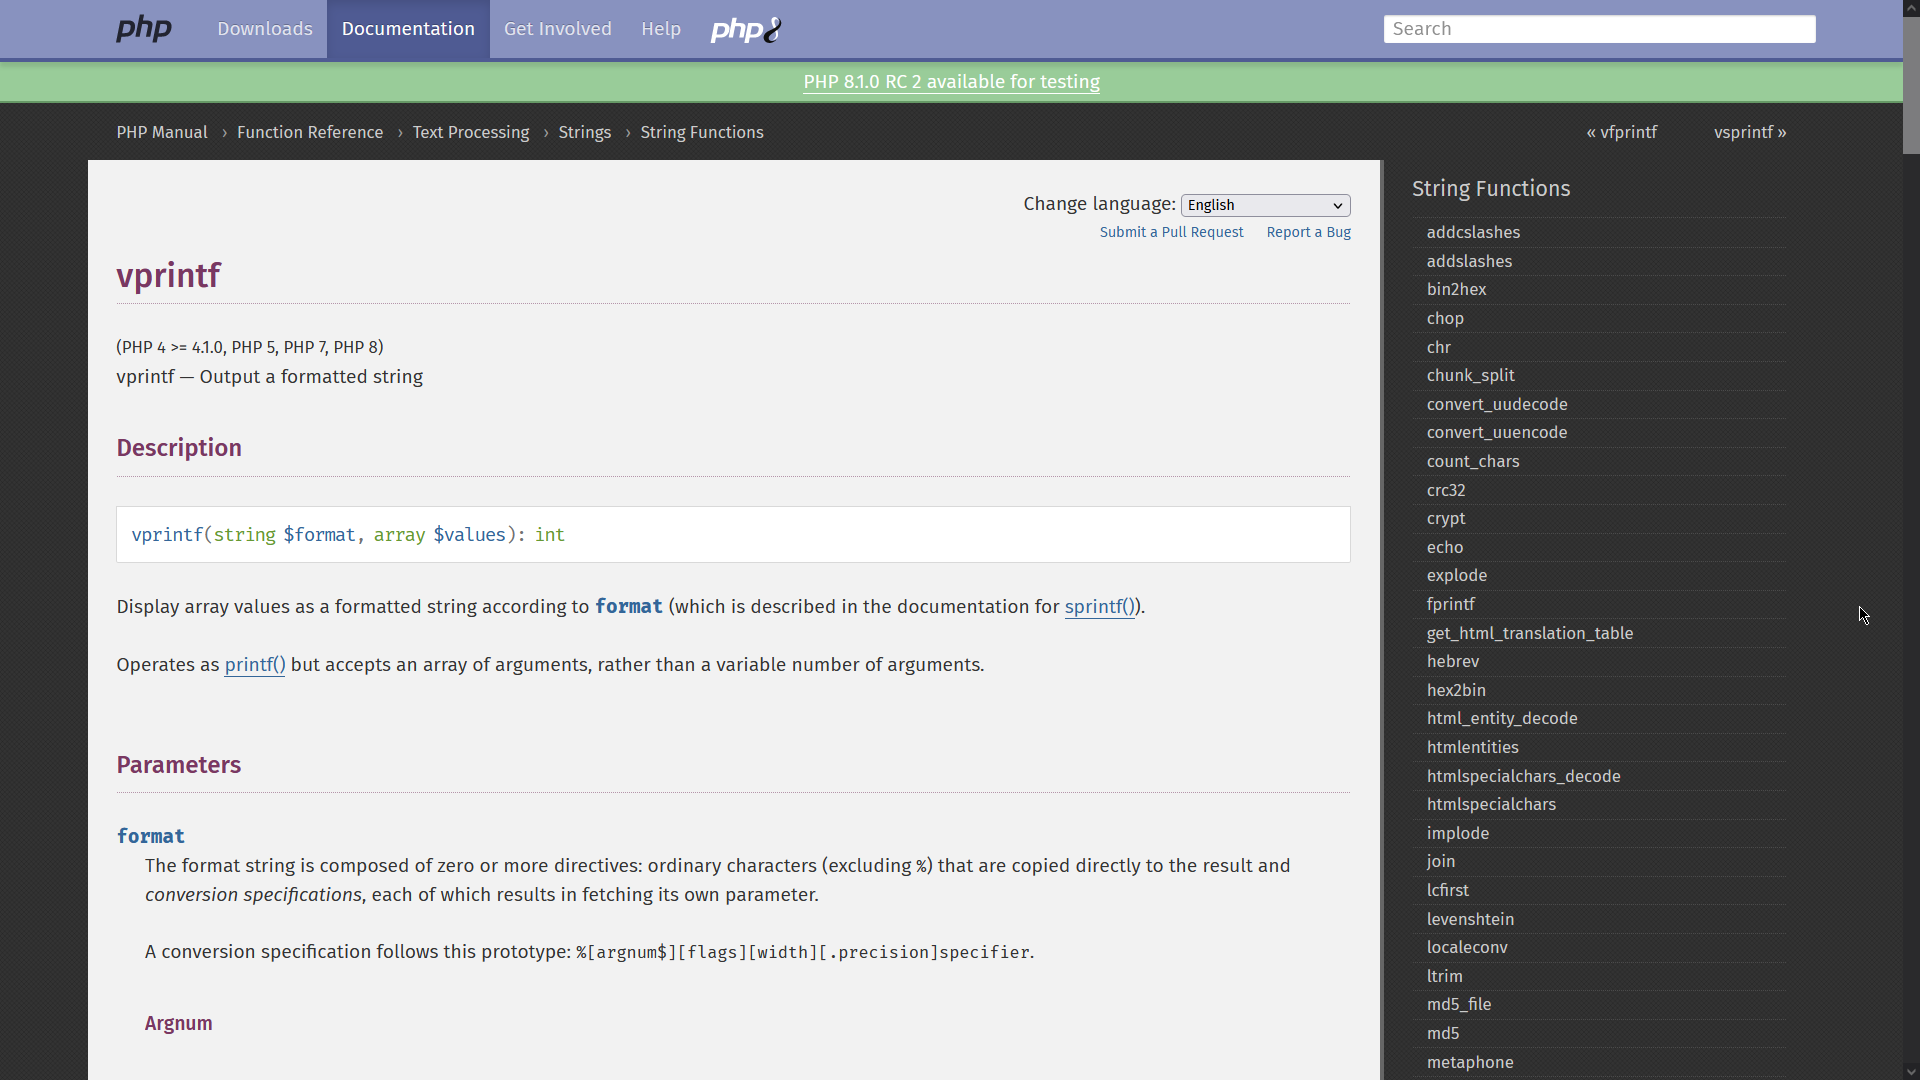 php
Downloads
Documentation
Get Involved
Help
php8
Search
PHP 8.1.0 RC 2 available for testing
PHP Manual › Function Reference › Text Processing › Strings › String Functions
« vfprintf
vsprintf »
Change language: English
Submit a Pull Request
Report a Bug
vprintf
(PHP 4 >= 4.1.0, PHP 5, PHP 7, PHP 8)
vprintf — Output a formatted string
Description
vprintf(string $format, array $values): int
Display array values as a formatted string according to format (which is described in the documentation for sprintf()).
Operates as printf() but accepts an array of arguments, rather than a variable number of arguments.
Parameters
format
The format string is composed of zero or more directives: ordinary characters (excluding %) that are copied directly to the result and
conversion specifications, each of which results in fetching its own parameter.
A conversion specification follows this prototype: %[argnum$][flags][width][.precision]specifier.
Argnum
String Functions
addcslashes
addslashes
bin2hex
chop
chr
chunk_split
convert_uudecode
convert_uuencode
count_chars
crc32
crypt
echo
explode
fprintf
get_html_translation_table
hebrev
hex2bin
html_entity_decode
htmlentities
htmlspecialchars_decode
htmlspecialchars
implode
join
lcfirst
levenshtein
localeconv
ltrim
md5_file
md5
metaphone